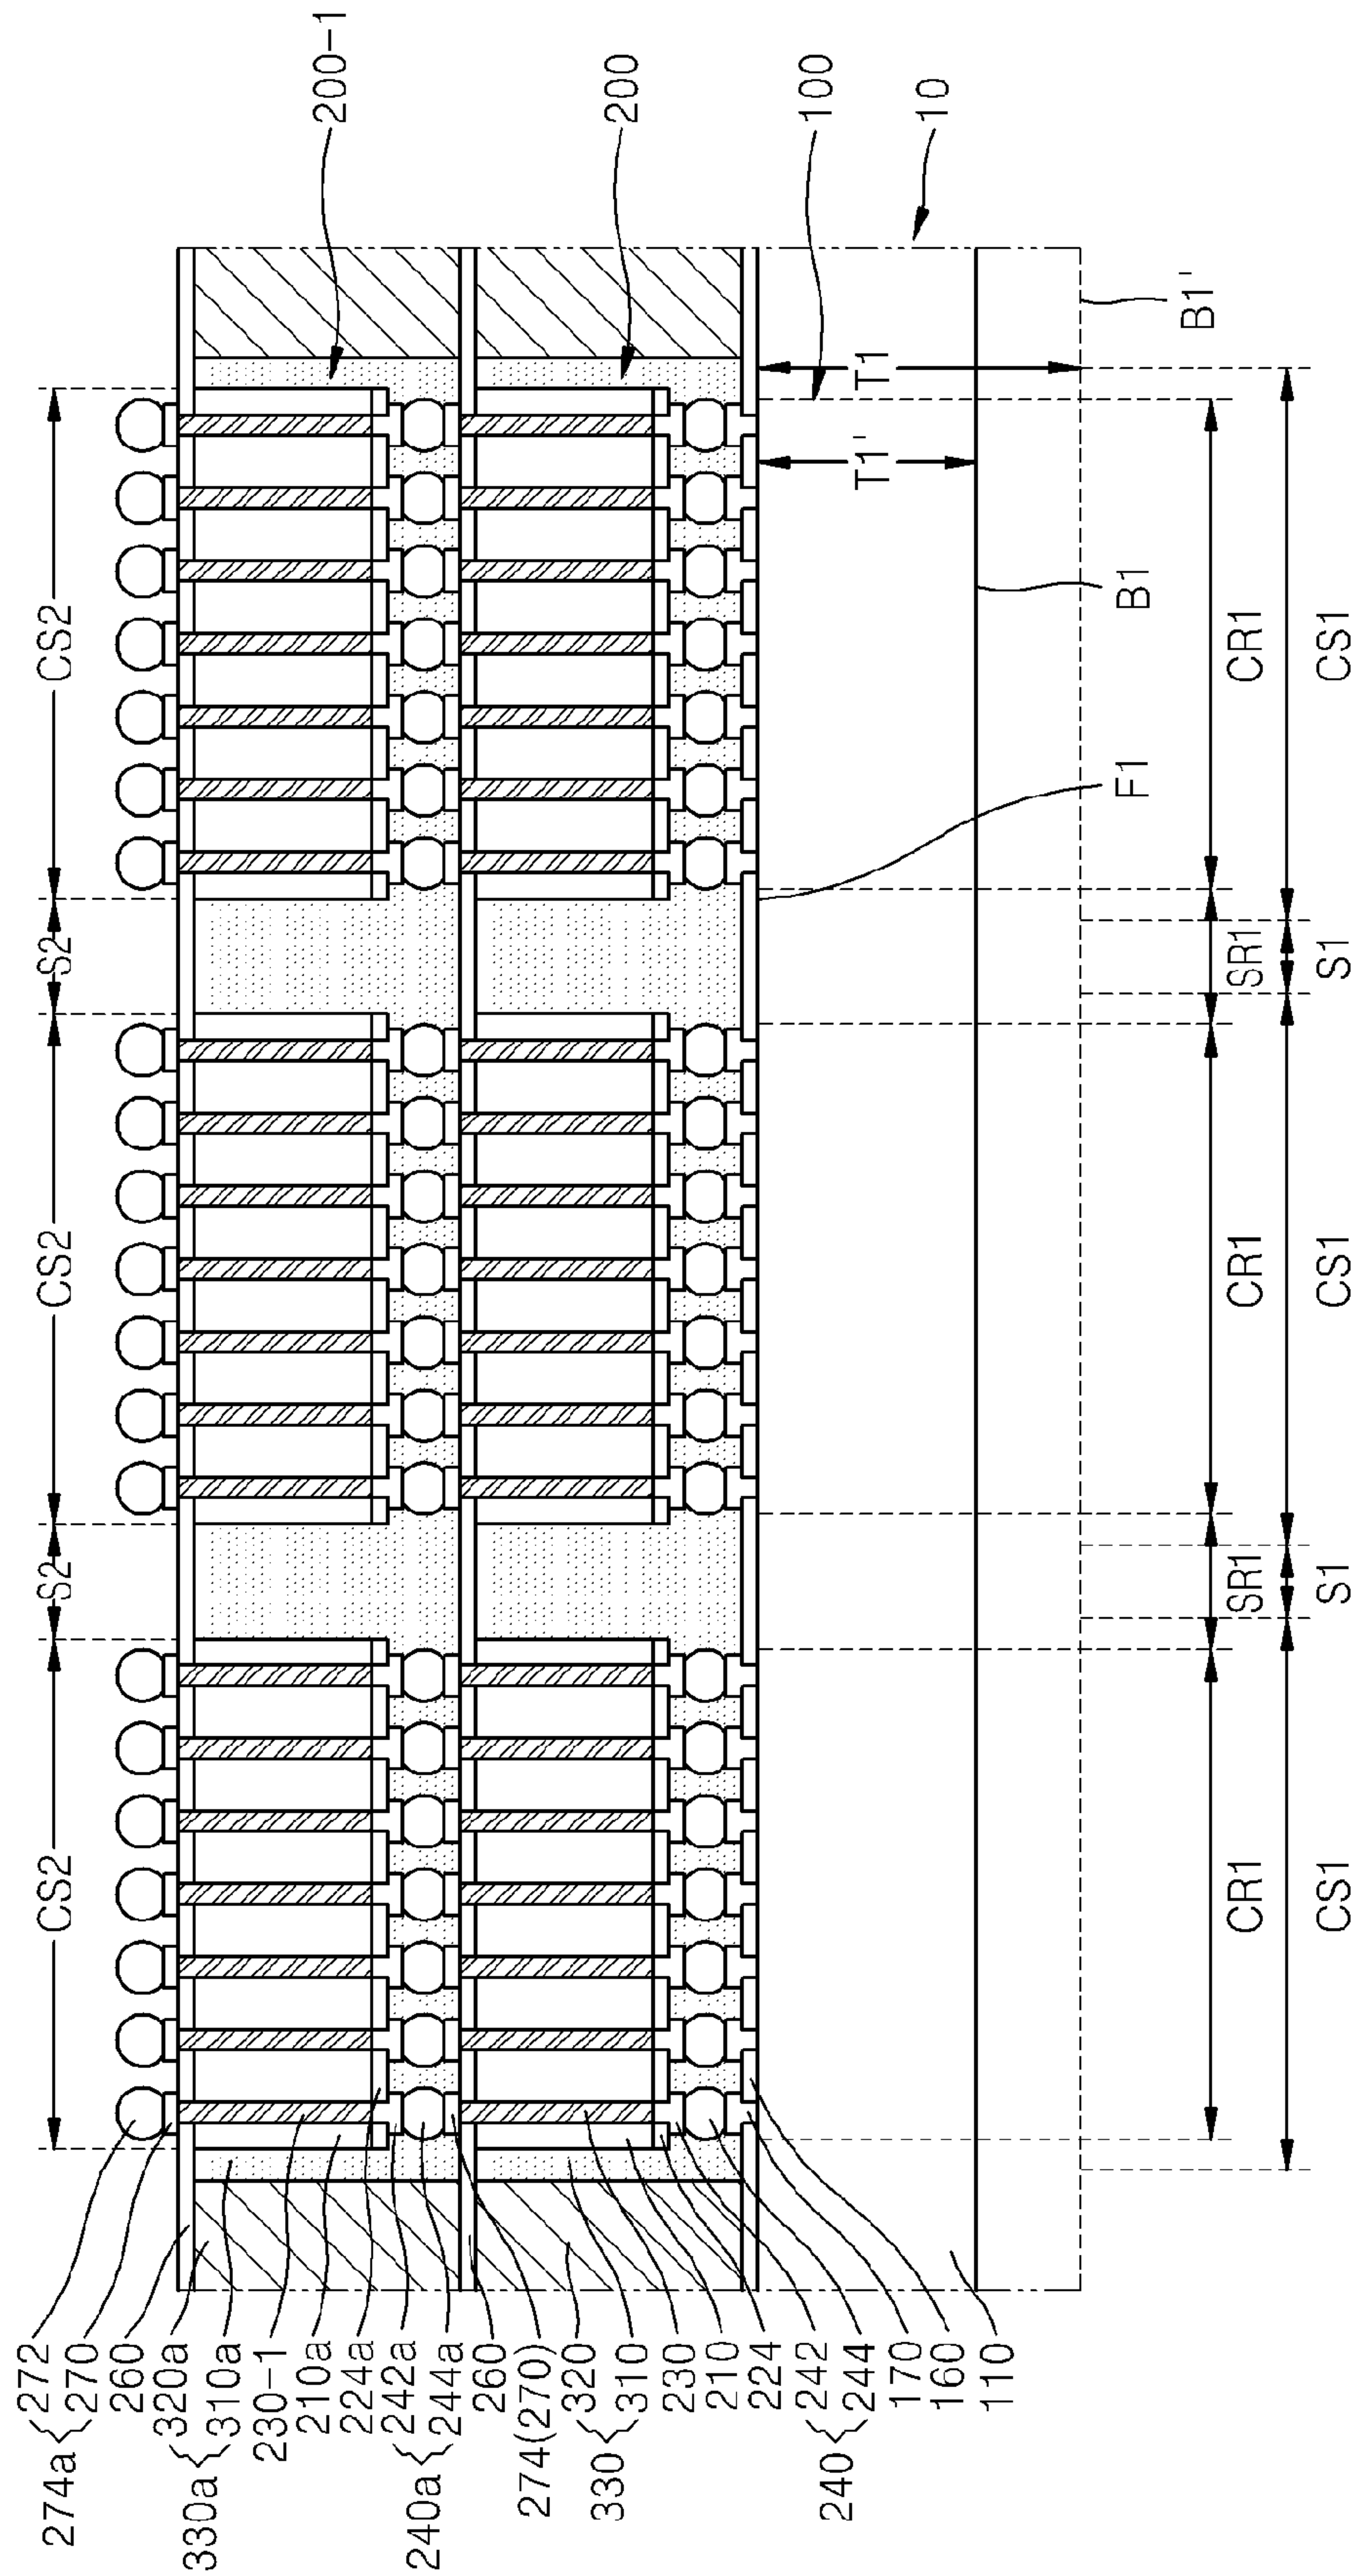 200-1
200
100
10
CS2
S2
CS2
S2
CS2
T1
T1'
B1'
B1
F1
CR1
SR1
CR1
SR1
CR1
CS1
S1
CS1
S1
CS1
274a{272
270
260
330a{320a
310a
230-1
210a
224a
240a{242a
244a
260
274(270)
330{320
310
230
210
224
240{242
244
170
160
110